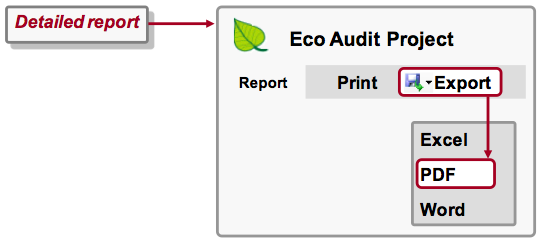 Detailed report
Eco Audit Project
Report Print Export
Excel
PDF
Word